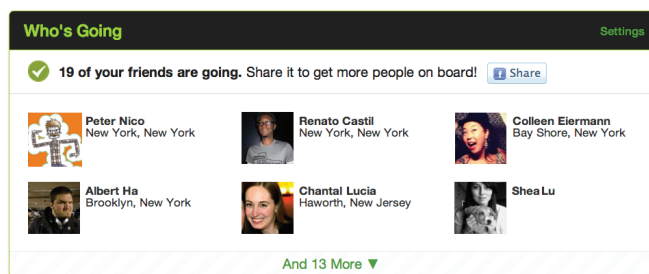 Who's Going
Settings
19 of your friends are going. Share it to get more people on board!
f Share
Peter Nico
New York, New York
Renato Castil
New York, New York
Colleen Eiermann
Bay Shore, New York
Albert Ha
Brooklyn, New York
Chantal Lucia
Haworth, New Jersey
Shea Lu
And 13 More ▼